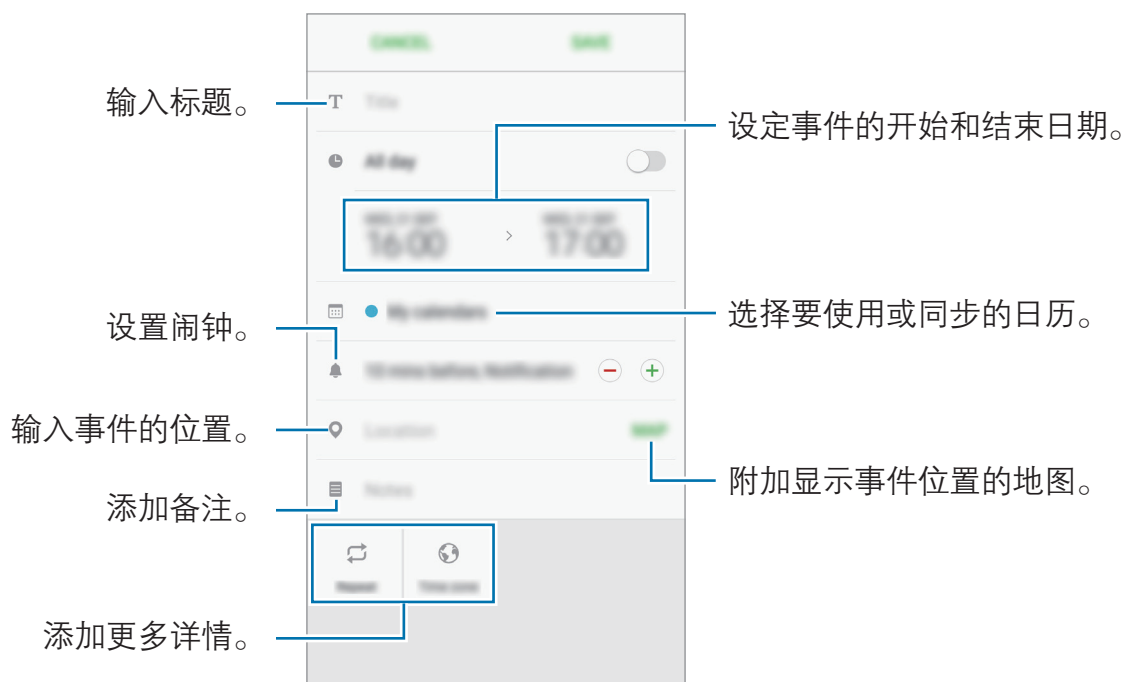 CANCEL
SAVE
输入标题。
T
Title
设定事件的开始和结束日期。
All day
16:00
>
17:00
设置闹钟。
My calendars
选择要使用或同步的日历。
10 mins before, Notification
输入事件的位置。
Location
MAP
附加显示事件位置的地图。
添加备注。
Notes
Repeat
Time zone
添加更多详情。